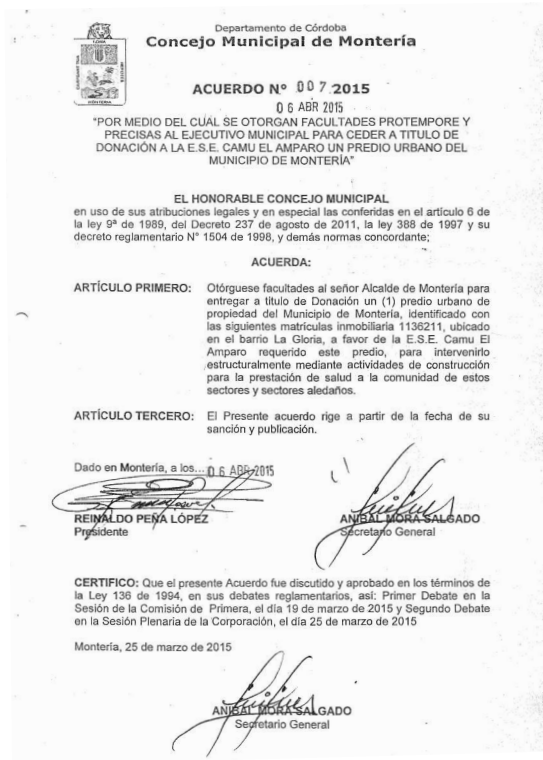 Departamento de Córdoba
Concejo Municipal de Montería
MONTERIA
ACUERDO N° 007 2015
06 ABR 2015
"POR MEDIO DEL CUAL SE OTORGAN FACULTADES PROTEMPORE Y
PRECISAS AL EJECUTIVO MUNICIPAL PARA CEDER A TITULO DE
DONACIÓN A LA E.S.E. CAMU EL AMPARO UN PREDIO URBANO DEL
MUNICIPIO DE MONTERÍA"
EL HONORABLE CONCEJO MUNICIPAL
en uso de sus atribuciones legales y en especial las conferidas en el artículo 6 de
la ley 9ª de 1989, del Decreto 237 de agosto de 2011, la ley 388 de 1997 y su
decreto reglamentario N° 1504 de 1998, y demás normas concordante;
ACUERDA:
ARTÍCULO PRIMERO: Otórguese facultades al señor Alcalde de Montería para
entregar a titulo de Donación un (1) predio urbano de
propiedad del Municipio de Montería, identificado con
las siguientes matrículas inmobiliaria 1136211, ubicado
en el barrio La Gloria, a favor de la E.S.E. Camu El
Amparo requerido este predio, para intervenirlo
estructuralmente mediante actividades de construcción
para la prestación de salud a la comunidad de estos
sectores y sectores aledaños.
ARTÍCULO TERCERO: El Presente acuerdo rige a partir de la fecha de su
sanción y publicación.
Dado en Montería, a los... 06 ABR 2015
REINALDO PEÑA LÓPEZ
Presidente
ANIBAL MORA SALGADO
Secretario General
CERTIFICO: Que el presente Acuerdo fue discutido y aprobado en los términos de
la Ley 136 de 1994, en sus debates reglamentarios, así: Primer Debate en la
Sesión de la Comisión de Primera, el día 19 de marzo de 2015 y Segundo Debate
en la Sesión Plenaria de la Corporación, el día 25 de marzo de 2015
Montería, 25 de marzo de 2015
ANIBAL MORA SALGADO
Secretario General